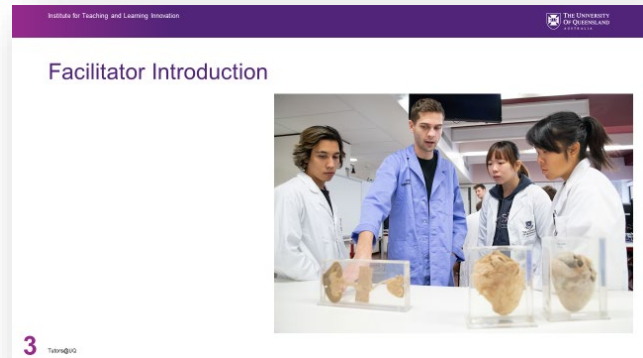 Institute for Teaching and Learning Innovation
THE UNIVERSITY
OF QUEENSLAND
AUSTRALIA
Facilitator Introduction
3
Tutors@UQ